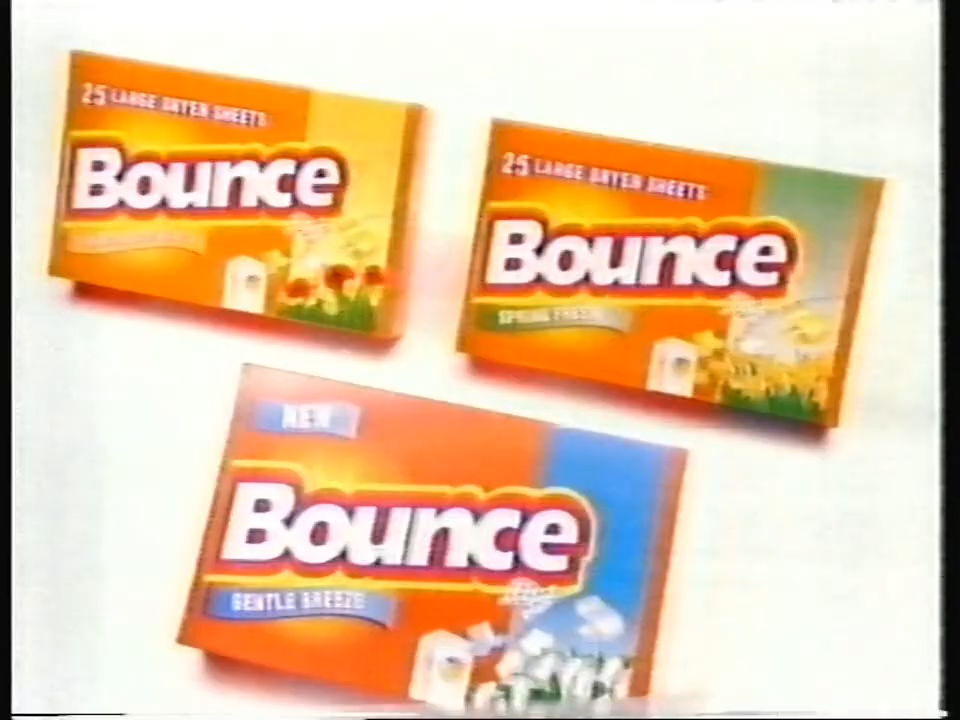 25 LARGE DRYER SHEETS
Bounce
25 LARGE DRYER SHEETS
Bounce
SPRING FRESH
NEW
Bounce
GENTLE BREEZE